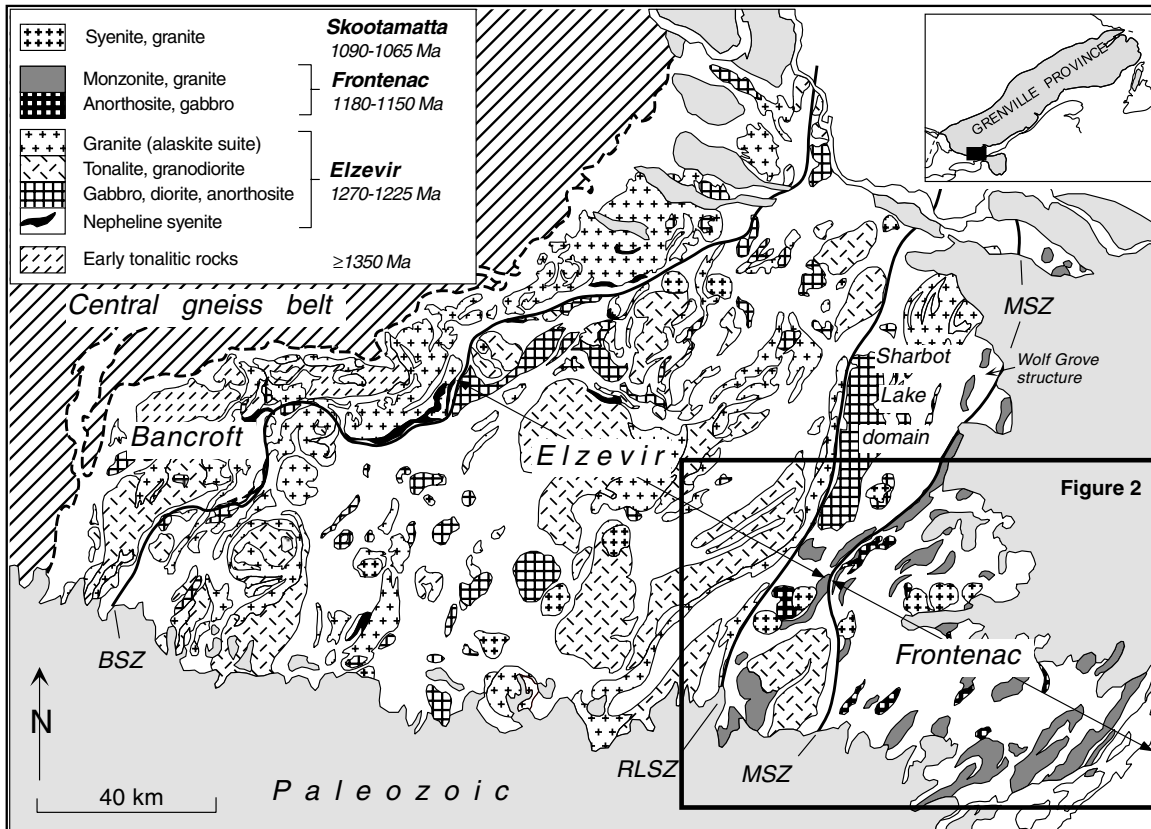 Syenite, granite
Skootamatta
1090-1065 Ma
Monzonite, granite
Anorthosite, gabbro
Frontenac
1180-1150 Ma
Granite (alaskite suite)
Tonalite, granodiorite
Gabbro, diorite, anorthosite
Nepheline syenite
Elzevir
1270-1225 Ma
Early tonalitic rocks
≥1350 Ma
GRENVILLE PROVINCE
Central gneiss belt
MSZ
Wolf Grove
structure
Sharbot
Lake
domain
Bancroft
Elzevir
Figure 2
Frontenac
BSZ
N
40 km
Paleozoic
RLSZ
MSZ